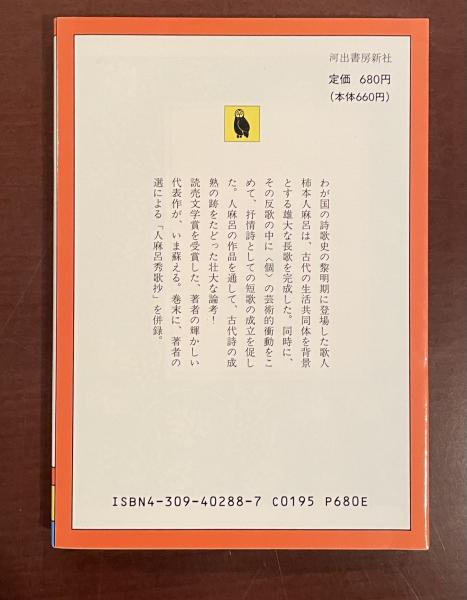 河出書房新社
定価 680円
(本体660円)
わが国の詩歌史の黎明期に登場した歌人
柿本人麻呂は、古代の生活共同体を背景
とする雄大な長歌を完成した。同時に、
その反歌の中に〈個〉の芸術的衝動をこ
めて、抒情詩としての短歌の成立を促し
た。人麻呂の作品を通して、古代詩の成
熟の跡をたどった壮大な論考!
読売文学賞を受賞した、著者の輝かしい
代表作が、いま蘇える。巻末に、著者の
選による「人麻呂秀歌抄」を併録。
ISBN4-309-40288-7 C0195 P680E